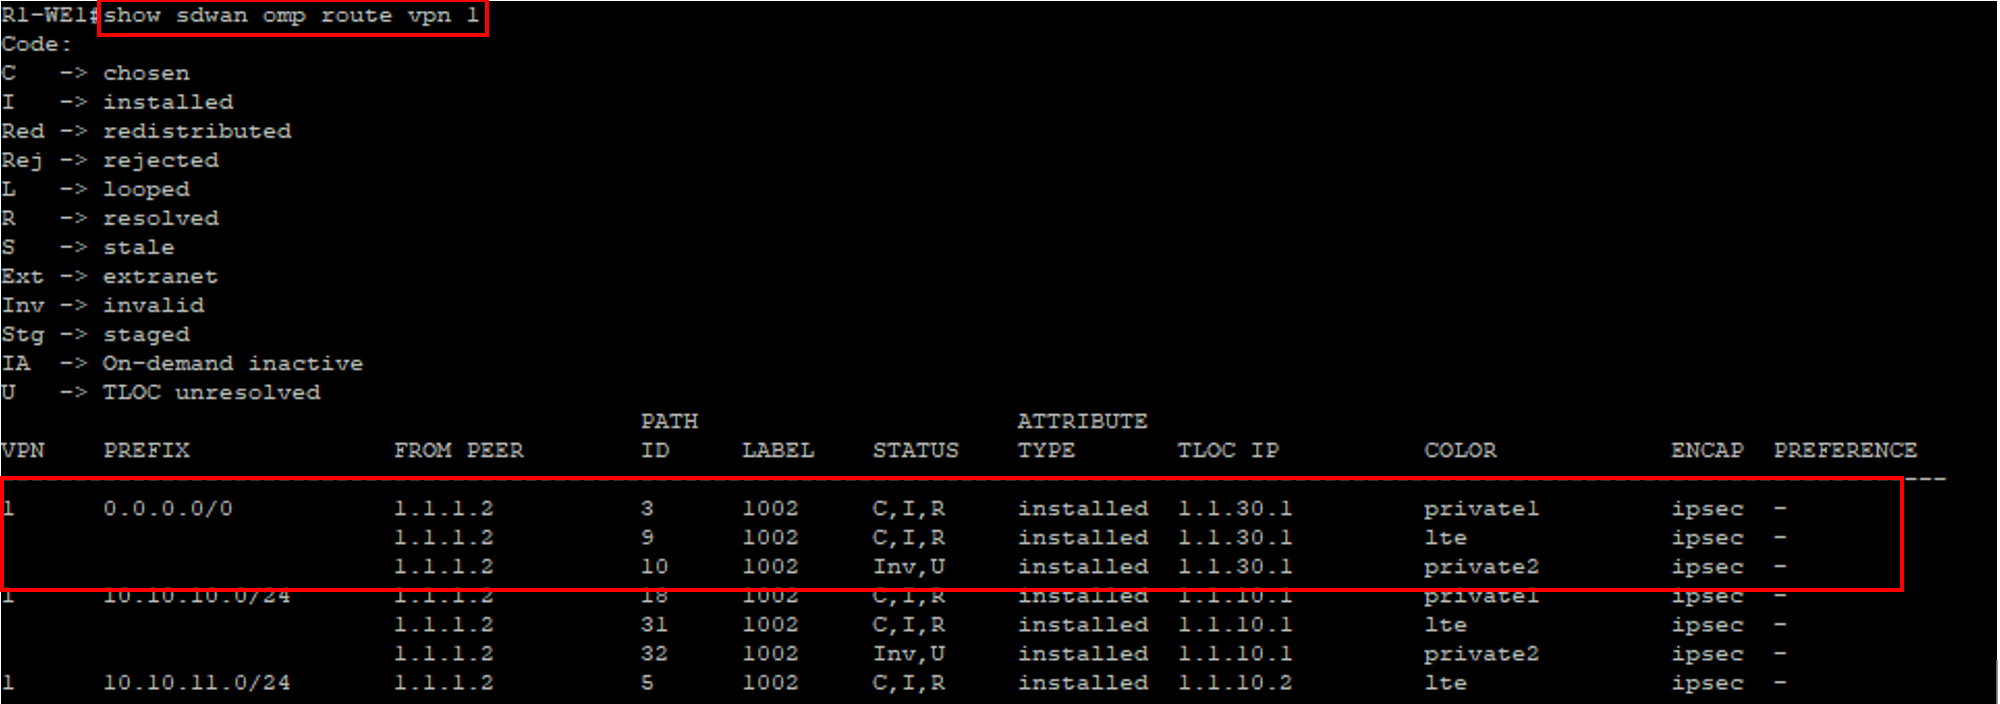 R1-WE1#show sdwan omp route vpn 1
Code:
C   -> chosen
I   -> installed
Red -> redistributed
Rej -> rejected
L   -> looped
R   -> resolved
S   -> stale
Ext -> extranet
Inv -> invalid
Stg -> staged
IA  -> On-demand inactive
U   -> TLOC unresolved
PATH ATTRIBUTE
VPN PREFIX FROM PEER ID LABEL STATUS TYPE TLOC IP COLOR ENCAP PREFERENCE
1 0.0.0.0/0 1.1.1.2 3 1002 C,I,R installed 1.1.30.1 private1 ipsec -
1.1.1.2 9 1002 C,I,R installed 1.1.30.1 lte ipsec -
1.1.1.2 10 1002 Inv,U installed 1.1.30.1 private2 ipsec -
1 10.10.10.0/24 1.1.1.2 18 1002 C,I,R installed 1.1.10.1 private1 ipsec -
1.1.1.2 31 1002 C,I,R installed 1.1.10.1 lte ipsec -
1.1.1.2 32 1002 Inv,U installed 1.1.10.1 private2 ipsec -
1 10.10.11.0/24 1.1.1.2 5 1002 C,I,R installed 1.1.10.2 lte ipsec -